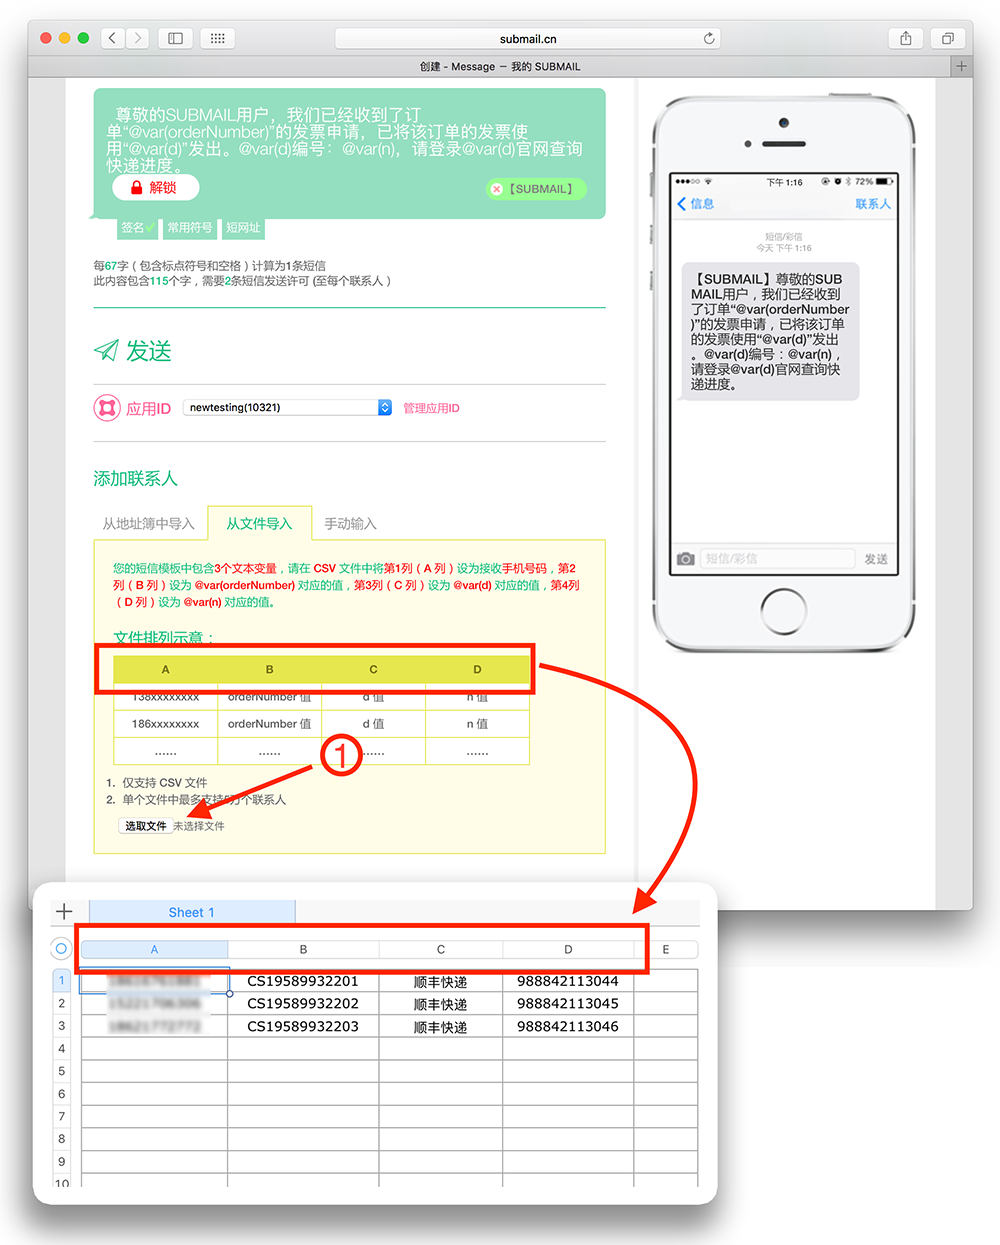 submail.cn
创建 - Message — 我的 SUBMAIL
尊敬的SUBMAIL用户，我们已经收到了订
单“@var(orderNumber)”的发票申请，已将该订单的发票使
用“@var(d)”发出。@var(d)编号：@var(n)，请登录@var(d)官网查询
快递进度。
解锁
【SUBMAIL】
签名 常用符号 短网址
每67字（包含标点符号和空格）计算为1条短信
此内容包含115个字，需要2条短信发送许可 (至每个联系人）
发送
应用ID newtesting(10321) 管理应用ID
添加联系人
从地址簿中导入 从文件导入 手动输入
您的短信模板中包含3个文本变量，请在 CSV 文件中将第1列（A 列）设为接收手机号码，第2
列（B 列）设为 @var(orderNumber) 对应的值，第3列（C 列）设为 @var(d) 对应的值，第4列
（D 列）设为 @var(n) 对应的值。
文件排列示意：
A B C D
138xxxxxxxx orderNumber 值 d 值 n 值
186xxxxxxxx orderNumber 值 d 值 n 值
...... ...... ...... ......
1
1. 仅支持 CSV 文件
2. 单个文件中最多支持5万个联系人
选取文件 未选择文件
下午1:16 72%
信息 联系人
短信/彩信
今天 下午 1:16
【SUBMAIL】尊敬的SUB
MAIL用户，我们已经收到
了订单“@var(orderNumber
)”的发票申请，已将该订单
的发票使用“@var(d)”发出
。@var(d)编号：@var(n)，
请登录@var(d)官网查询快
递进度。
短信/彩信 发送
Sheet 1
A B C D E
1 CS19589932201 顺丰快递 988842113044
2 CS19589932202 顺丰快递 988842113045
3 CS19589932203 顺丰快递 988842113046
4
5
6
7
8
9
10